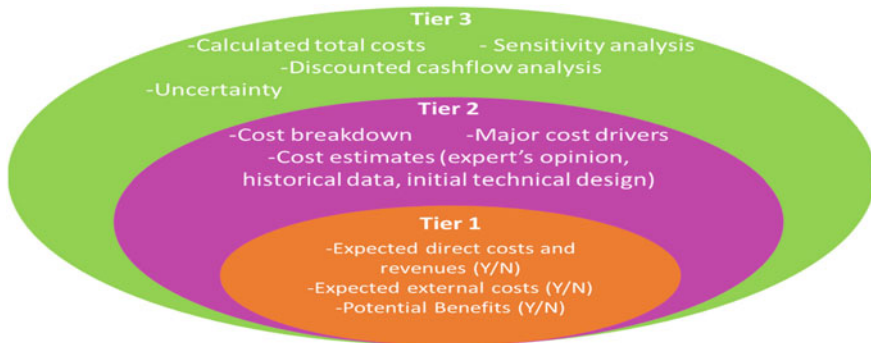 Tier 3
-Calculated total costs - Sensitivity analysis
-Discounted cashflow analysis
-Uncertainty
Tier 2
-Cost breakdown -Major cost drivers
-Cost estimates (expert's opinion,
historical data, initial technical design)
Tier 1
-Expected direct costs and
revenues (Y/N)
-Expected external costs (Y/N)
-Potential Benefits (Y/N)